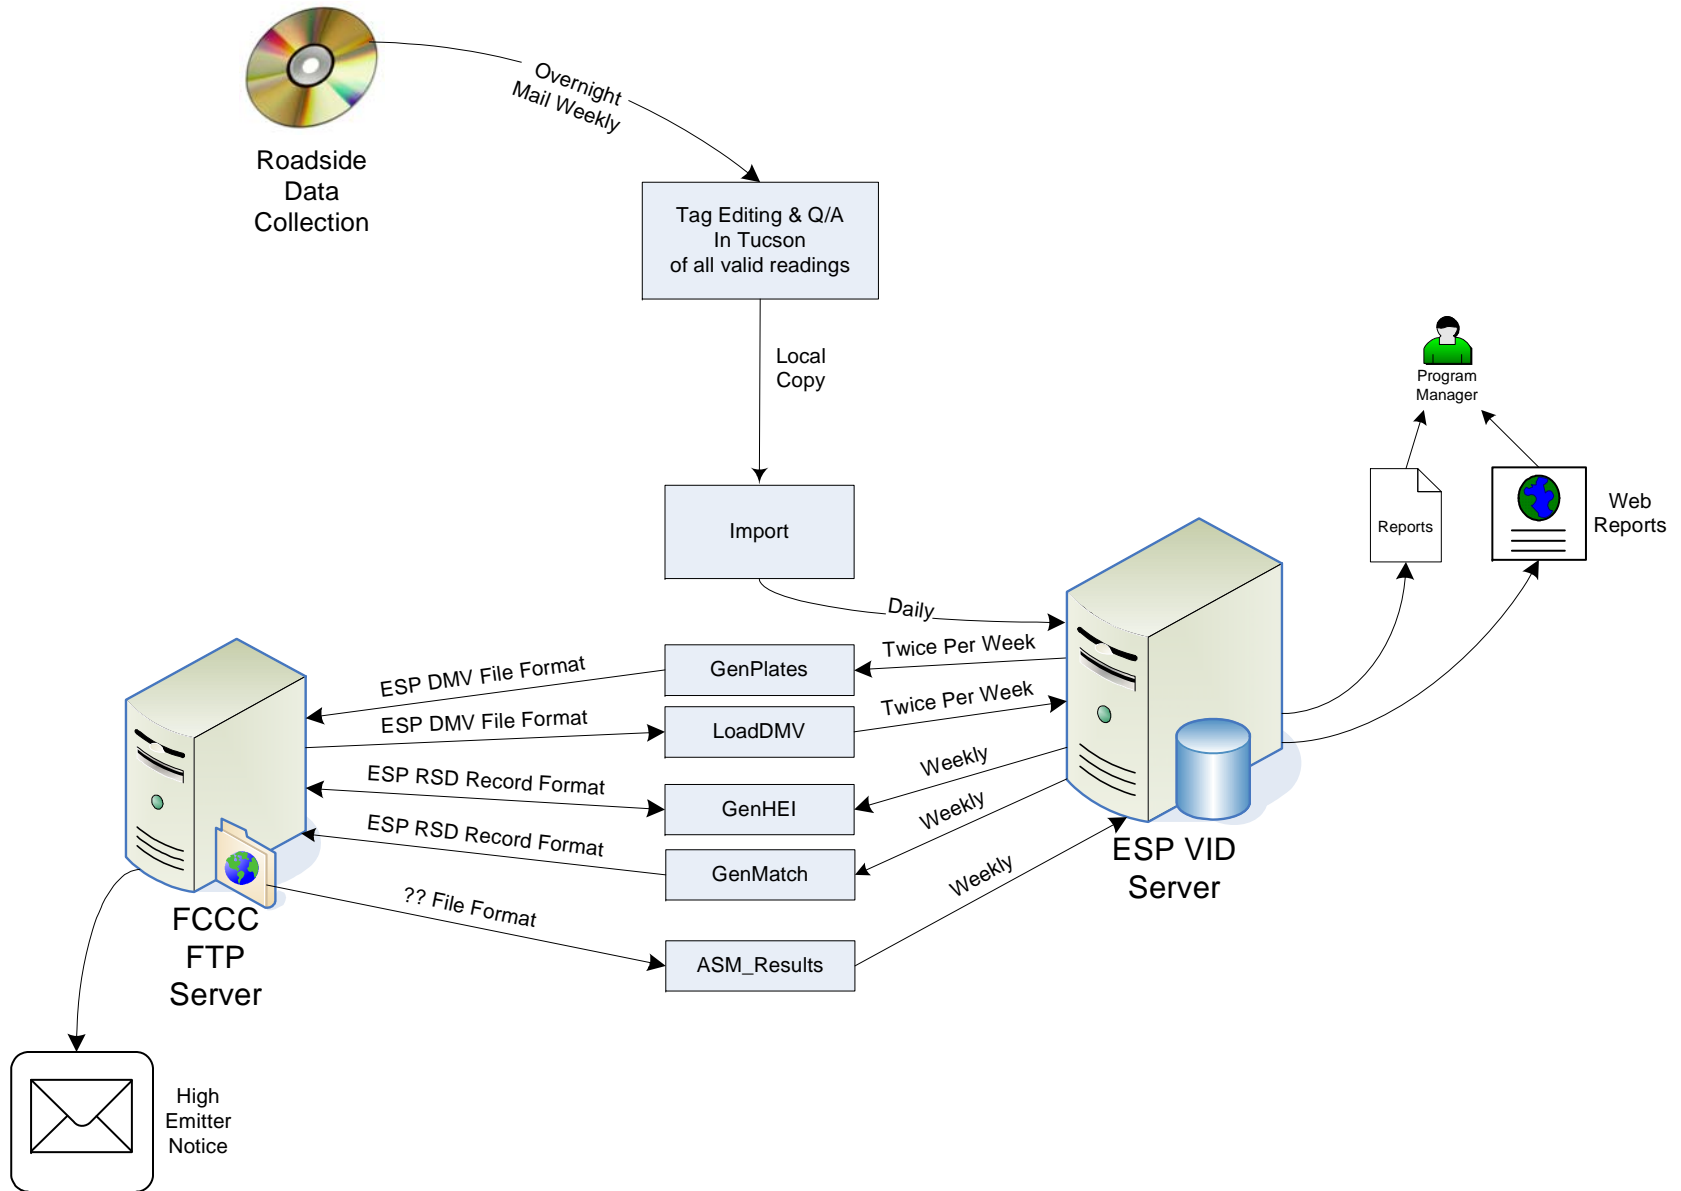 Overnight
Mail Weekly
Roadside
Data
Collection
Tag Editing & Q/A
In Tucson
of all valid readings
Local
Copy
Program
Manager
Import
Reports
Web
Reports
Daily
Twice Per Week
GenPlates
ESP DMV File Format
Twice Per Week
LoadDMV
ESP DMV File Format
Weekly
GenHEI
ESP RSD Record Format
Weekly
GenMatch
ESP RSD Record Format
Weekly
ASM_Results
?? File Format
ESP VID
Server
FCCC
FTP
Server
High
Emitter
Notice